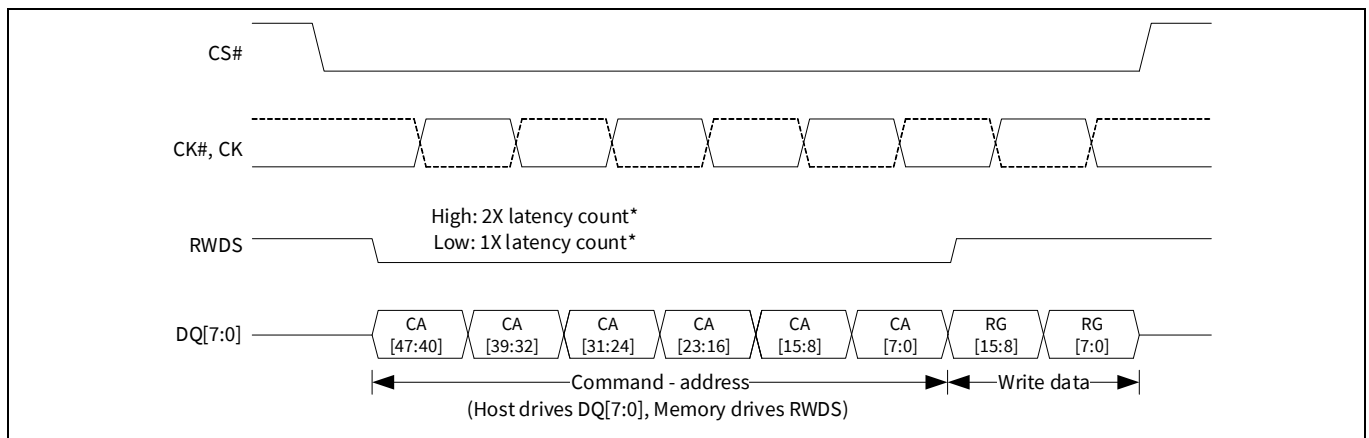 CS#
CK#, CK
High: 2X latency count*
Low: 1X latency count*
RWDS
DQ[7:0]
CA CA CA CA CA CA RG RG
[47:40] [39:32] [31:24] [23:16] [15:8] [7:0] [15:8] [7:0]
Command - address Write data
(Host drives DQ[7:0], Memory drives RWDS)